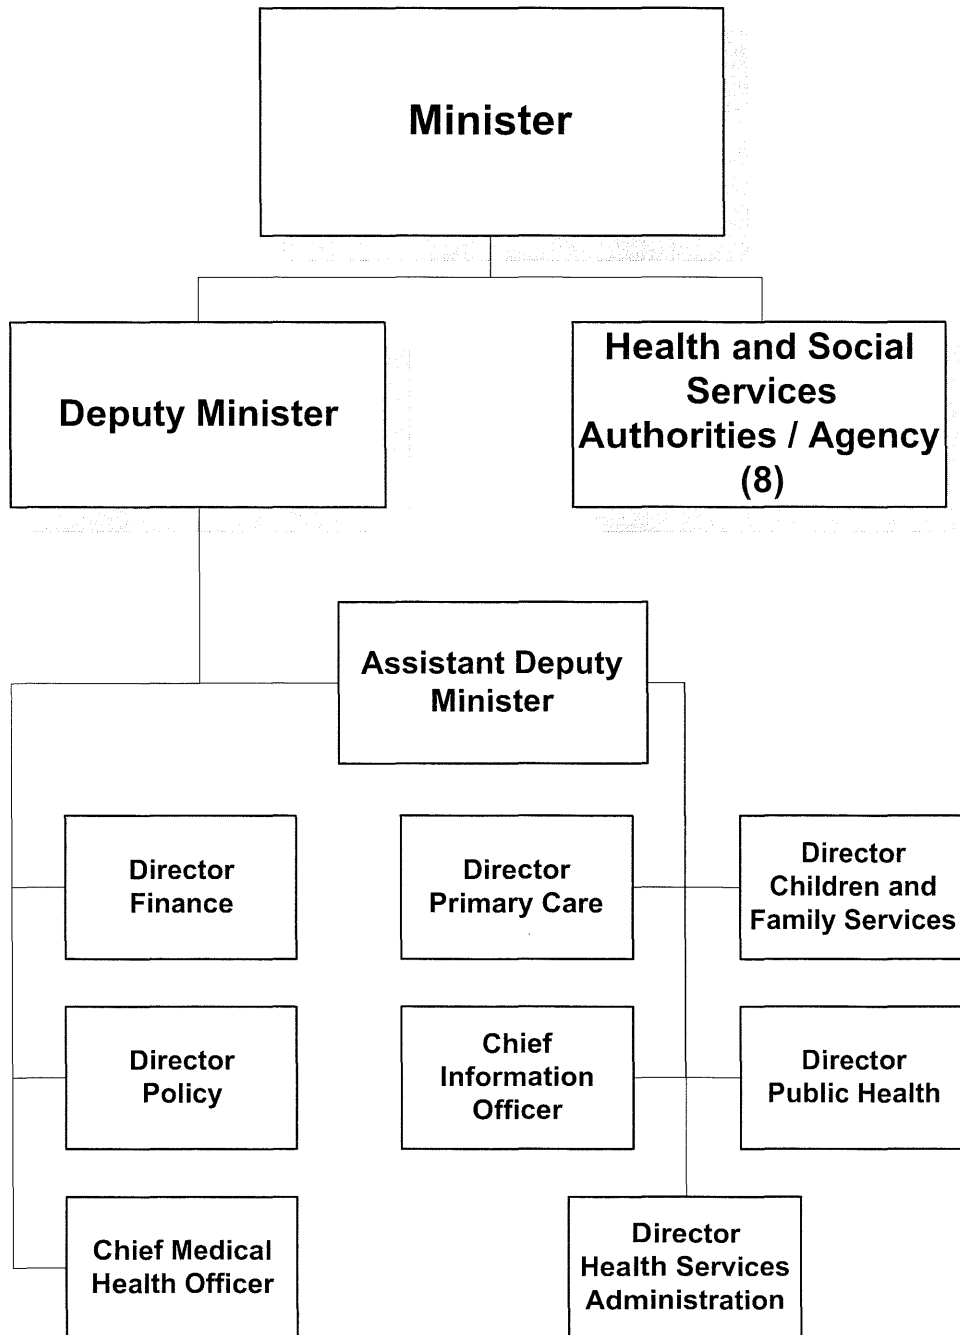 Minister
Deputy Minister
Health and Social
Services
Authorities / Agency
(8)
Assistant Deputy
Minister
Director
Finance
Director
Primary Care
Director
Children and
Family Services
Director
Policy
Chief
Information
Officer
Director
Public Health
Chief Medical
Health Officer
Director
Health Services
Administration